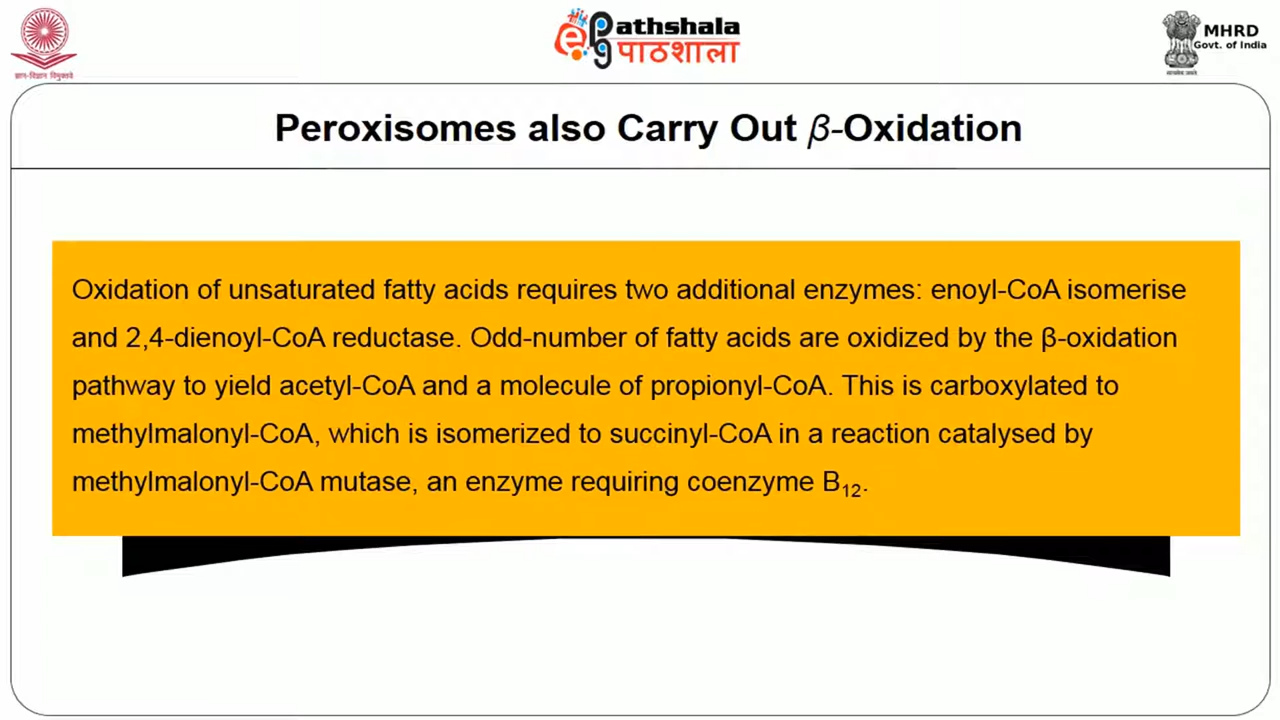 ज्ञान-विज्ञान विमुक्तये
ePathshala
पाठशाला
MHRD
Govt. of India
Peroxisomes also Carry Out β-Oxidation
Oxidation of unsaturated fatty acids requires two additional enzymes: enoyl-CoA isomerise
and 2,4-dienoyl-CoA reductase. Odd-number of fatty acids are oxidized by the β-oxidation
pathway to yield acetyl-CoA and a molecule of propionyl-CoA. This is carboxylated to
methylmalonyl-CoA, which is isomerized to succinyl-CoA in a reaction catalysed by
methylmalonyl-CoA mutase, an enzyme requiring coenzyme B₁₂.